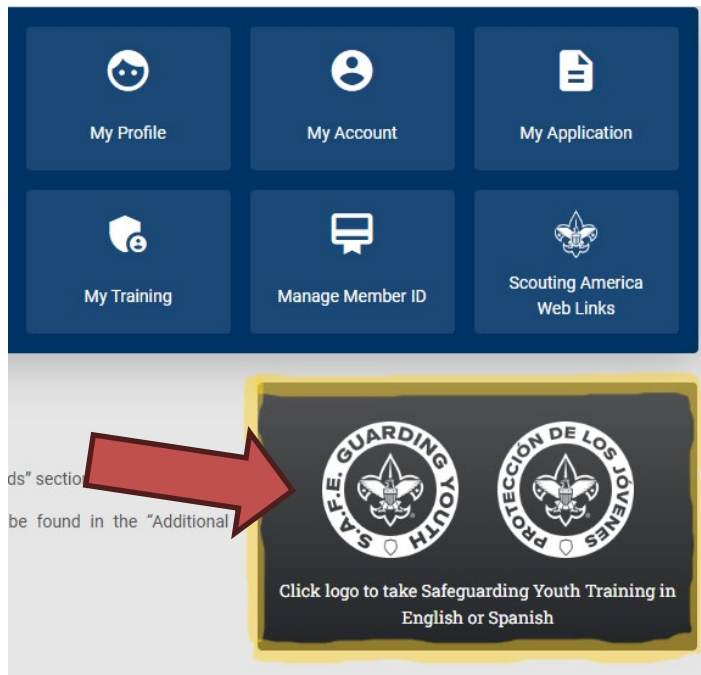 My Profile
My Account
My Application
My Training
Manage Member ID
Scouting America
Web Links
ds" section
be found in the "Additional
S.A.F.E. GUARDING YOUTH
PROTECCIÓN DE LOS JÓVENES
Click logo to take Safeguarding Youth Training in
English or Spanish